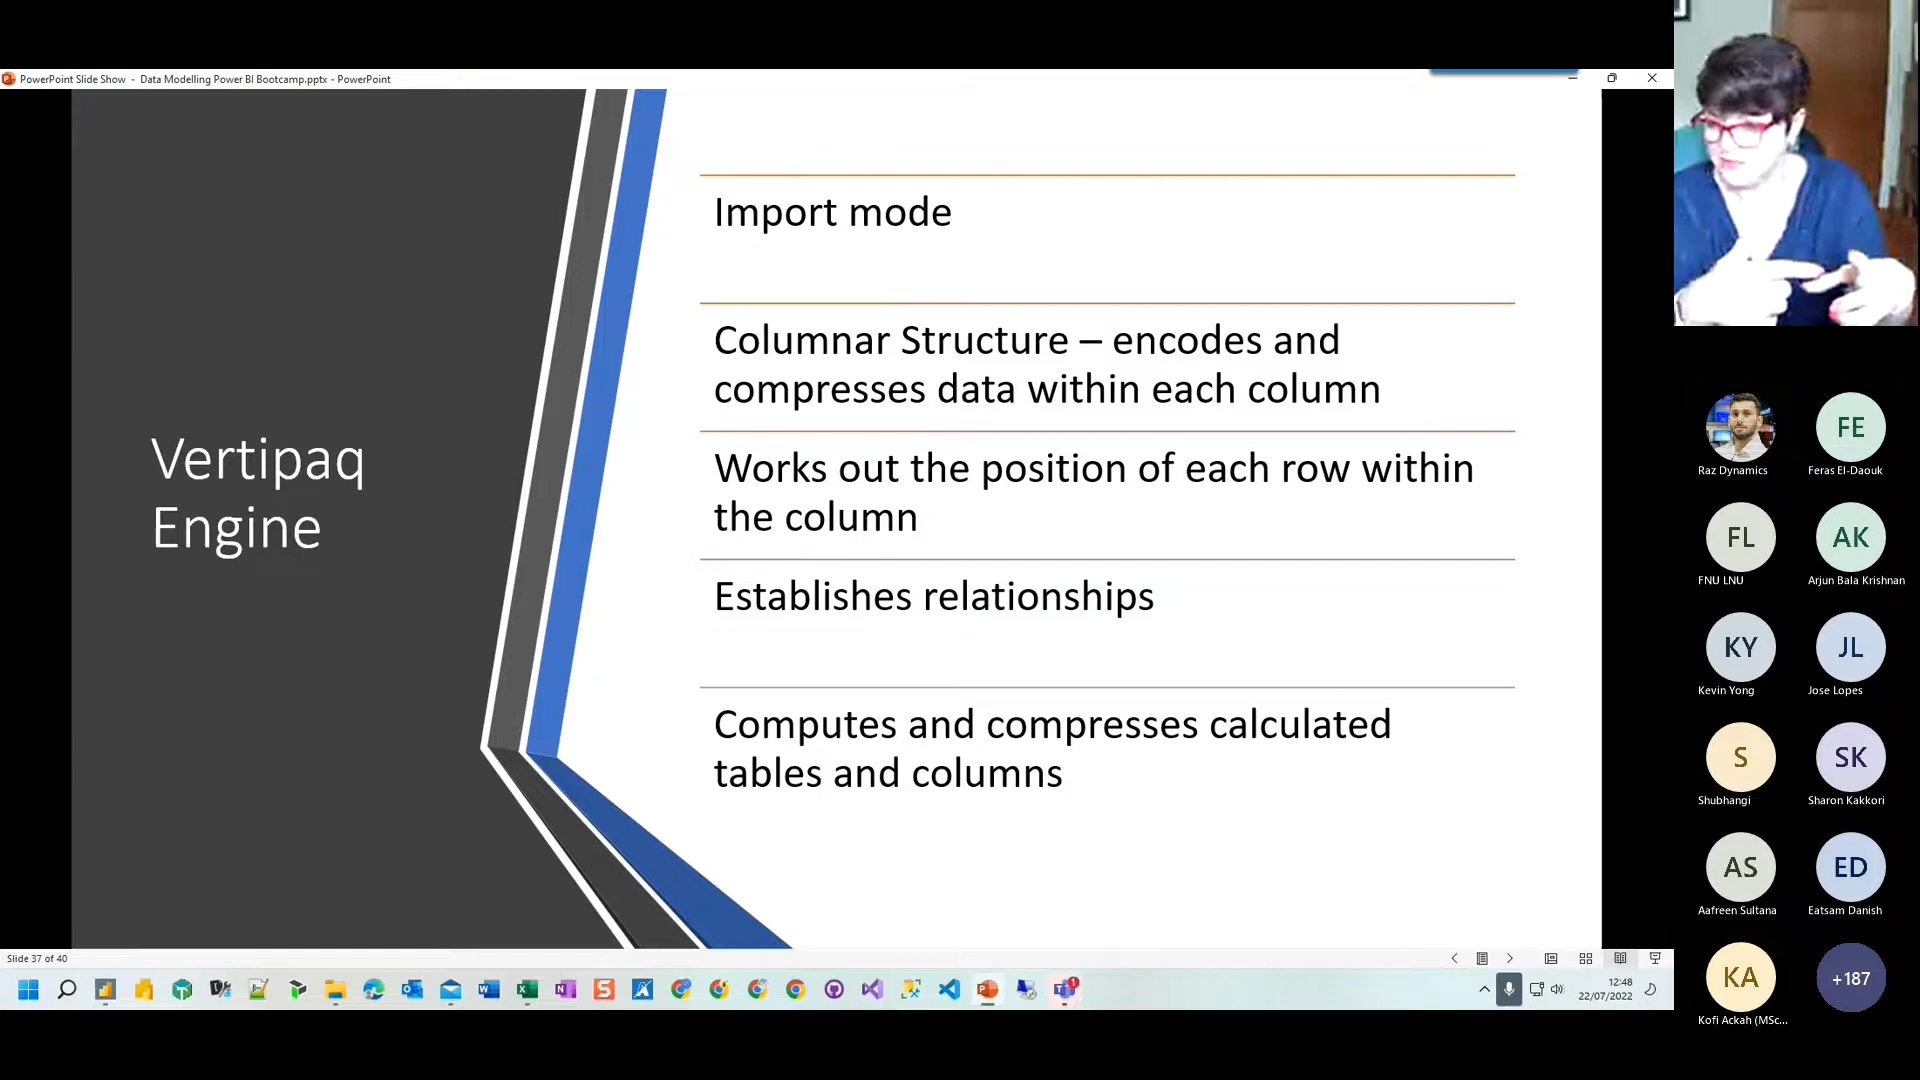 PowerPoint Slide Show - Data Modelling Power BI Bootcamp.pptx - PowerPoint
Vertipaq
Engine
Import mode
Columnar Structure – encodes and
compresses data within each column
Works out the position of each row within
the column
Establishes relationships
Computes and compresses calculated
tables and columns
Slide 37 of 40
12:48
22/07/2022
1
Raz Dynamics
FE
Feras El-Daouk
FL
FNU LNU
AK
Arjun Bala Krishnan
KY
Kevin Yong
JL
Jose Lopes
S
Shubhangi
SK
Sharon Kakkori
AS
Aafreen Sultana
ED
Eatsam Danish
KA
Kofi Ackah (MSc...
+187